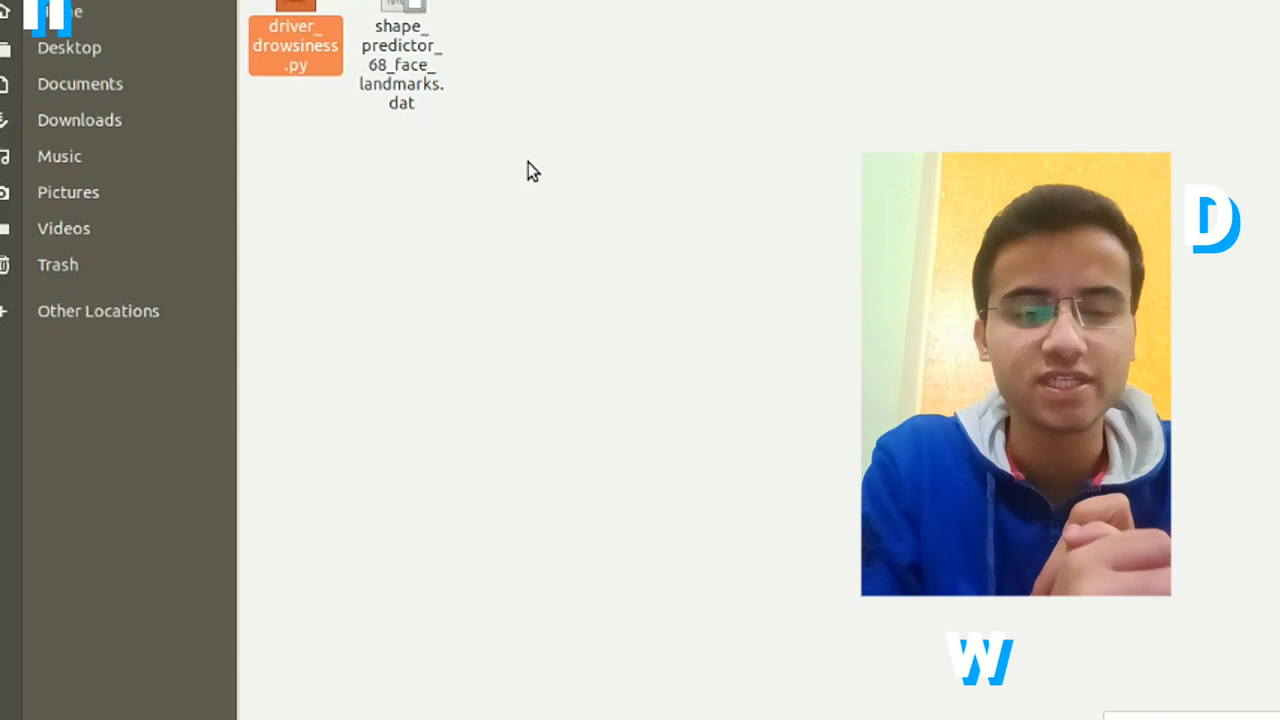 Desktop
Documents
Downloads
Music
Pictures
Videos
Trash
Other Locations
driver_
drowsiness
.py
shape_
predictor_
68_face_
landmarks.
dat
D
W